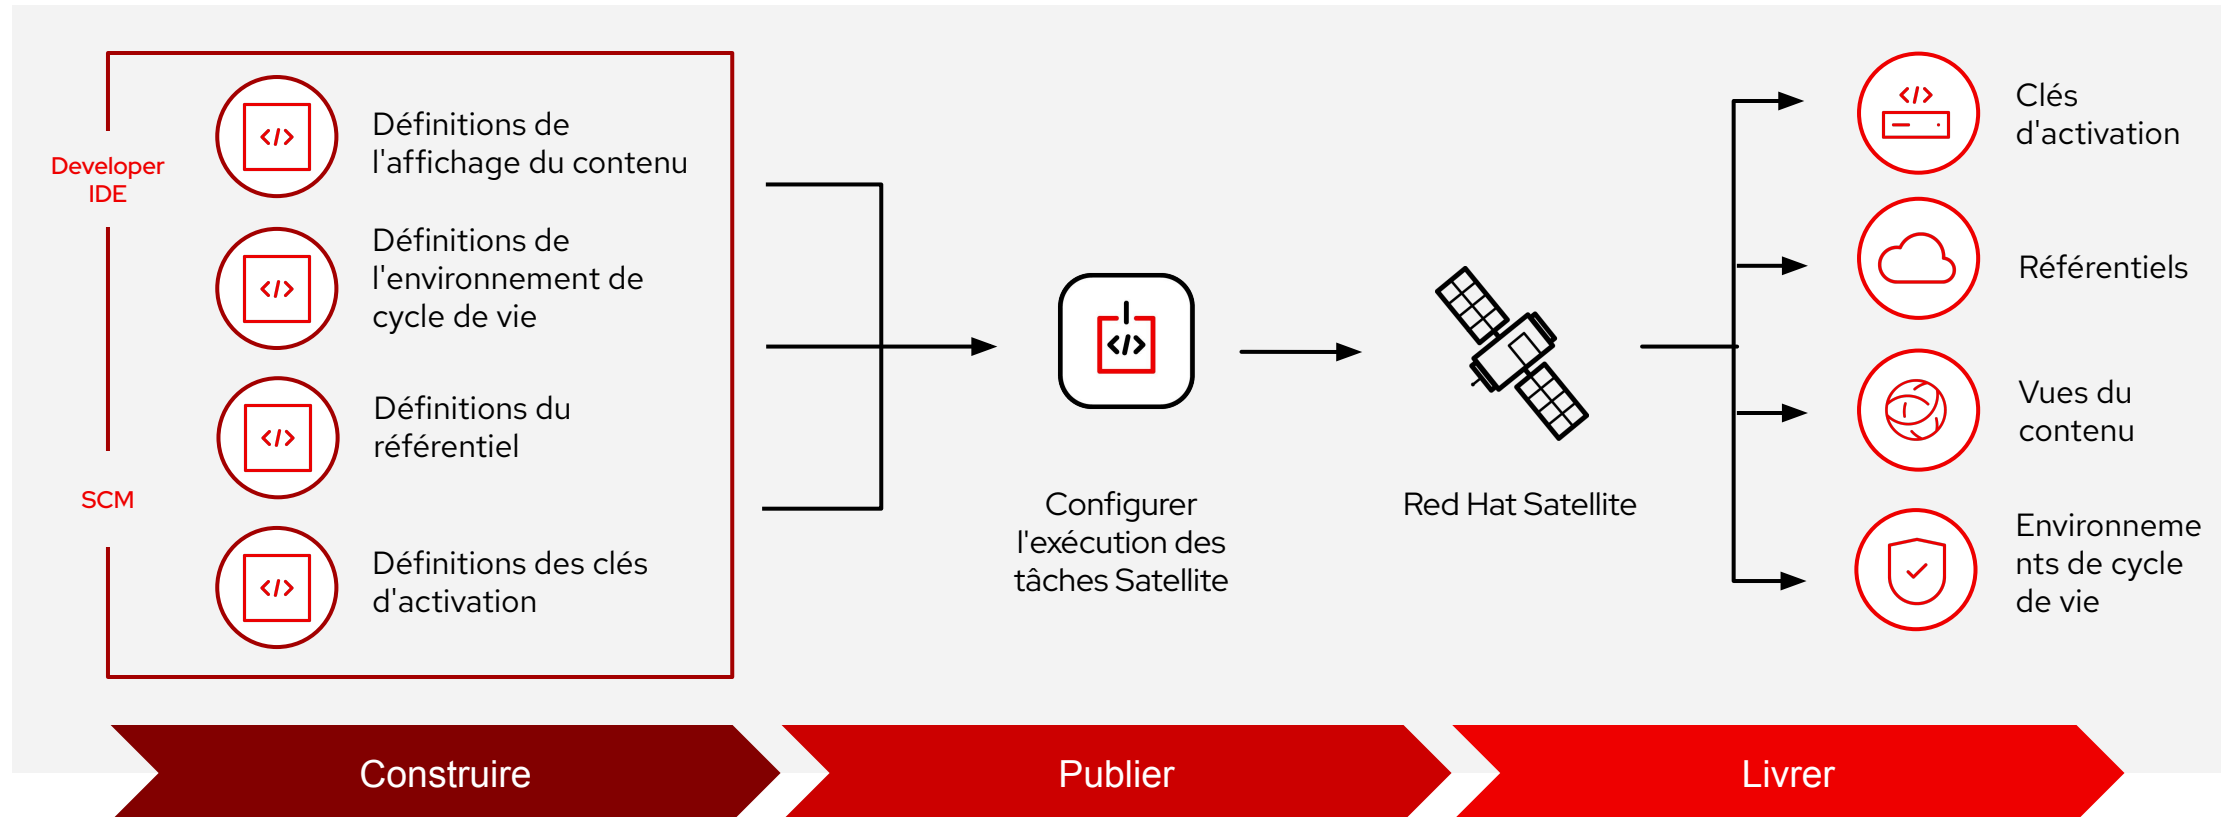 Developer
IDE
SCM
Définitions de
l'affichage du contenu
Définitions de
l'environnement de
cycle de vie
Définitions du
référentiel
Définitions des clés
d'activation
Configurer
l'exécution des
tâches Satellite
Red Hat Satellite
Clés
d'activation
Référentiels
Vues du
contenu
Environneme
nts de cycle
de vie
Construire
Publier
Livrer